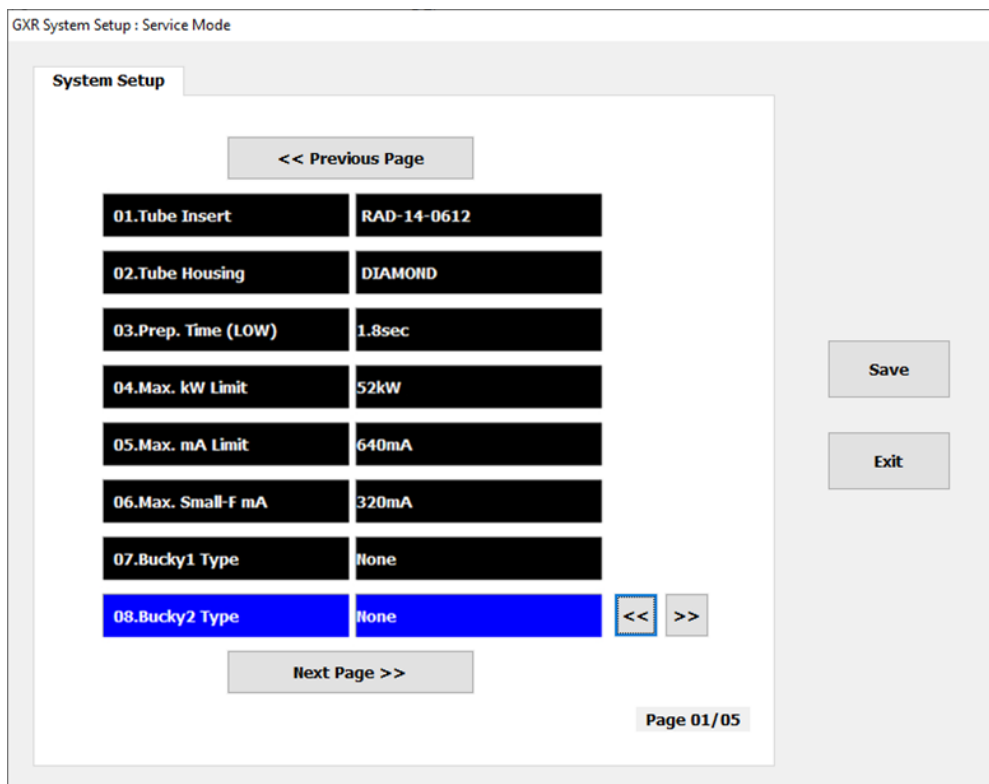 GXR System Setup : Service Mode
System Setup
<< Previous Page
01.Tube Insert RAD-14-0612
02.Tube Housing DIAMOND
03.Prep. Time (LOW) 1.8sec
04.Max. kW Limit 52kW
05.Max. mA Limit 640mA
06.Max. Small-F mA 320mA
07.Bucky1 Type None
08.Bucky2 Type None << >>
Next Page >>
Page 01/05
Save
Exit